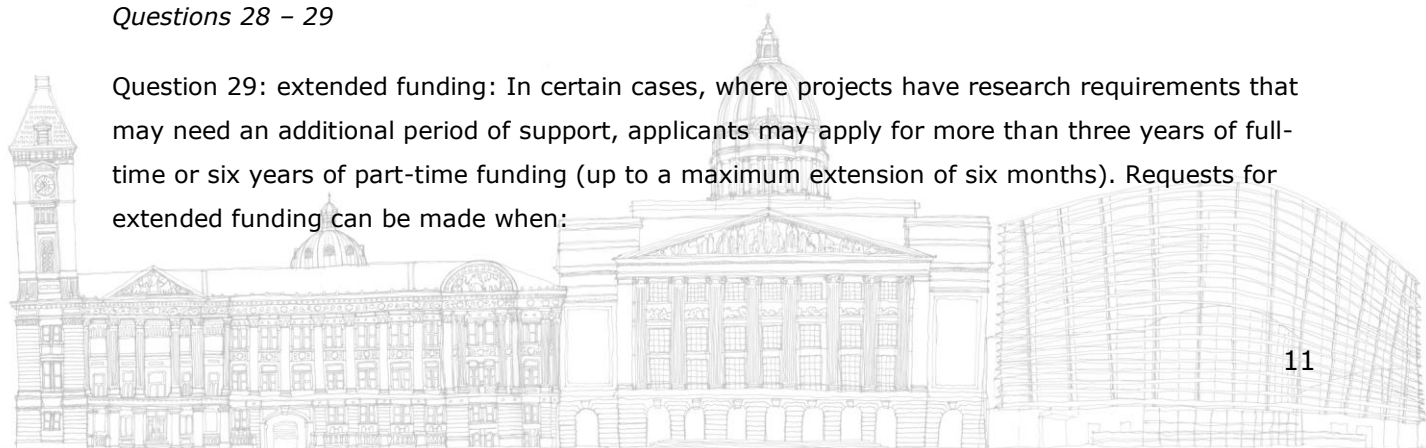 Questions 28 – 29
Question 29: extended funding: In certain cases, where projects have research requirements that
may need an additional period of support, applicants may apply for more than three years of full-
time or six years of part-time funding (up to a maximum extension of six months). Requests for
extended funding can be made when:
11